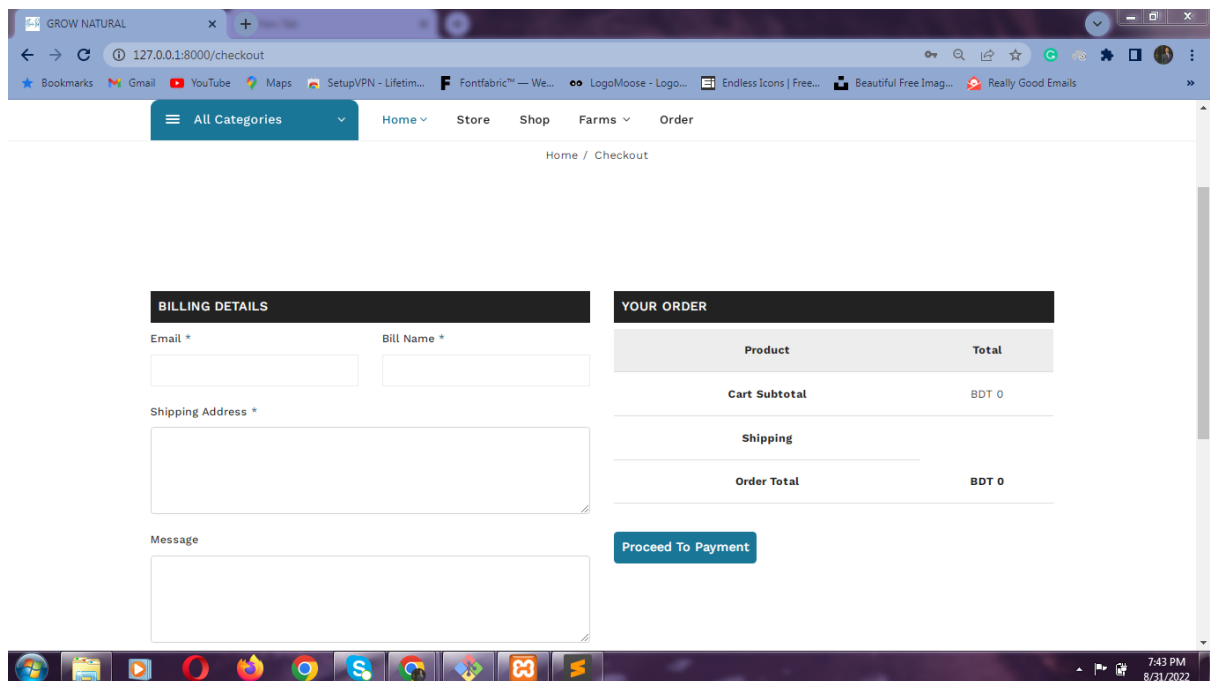 GROW NATURAL
127.0.0.1:8000/checkout
Bookmarks Gmail YouTube Maps SetupVPN - Lifetim... Fontfabric™ — We... LogoMoose - Logo... Endless Icons | Free... Beautiful Free Imag... Really Good Emails »
All Categories Home Store Shop Farms Order
Home / Checkout
BILLING DETAILS
Email * Bill Name *
Shipping Address *
Message
YOUR ORDER
Product Total
Cart Subtotal BDT 0
Shipping
Order Total BDT 0
Proceed To Payment
7:43 PM
8/31/2022